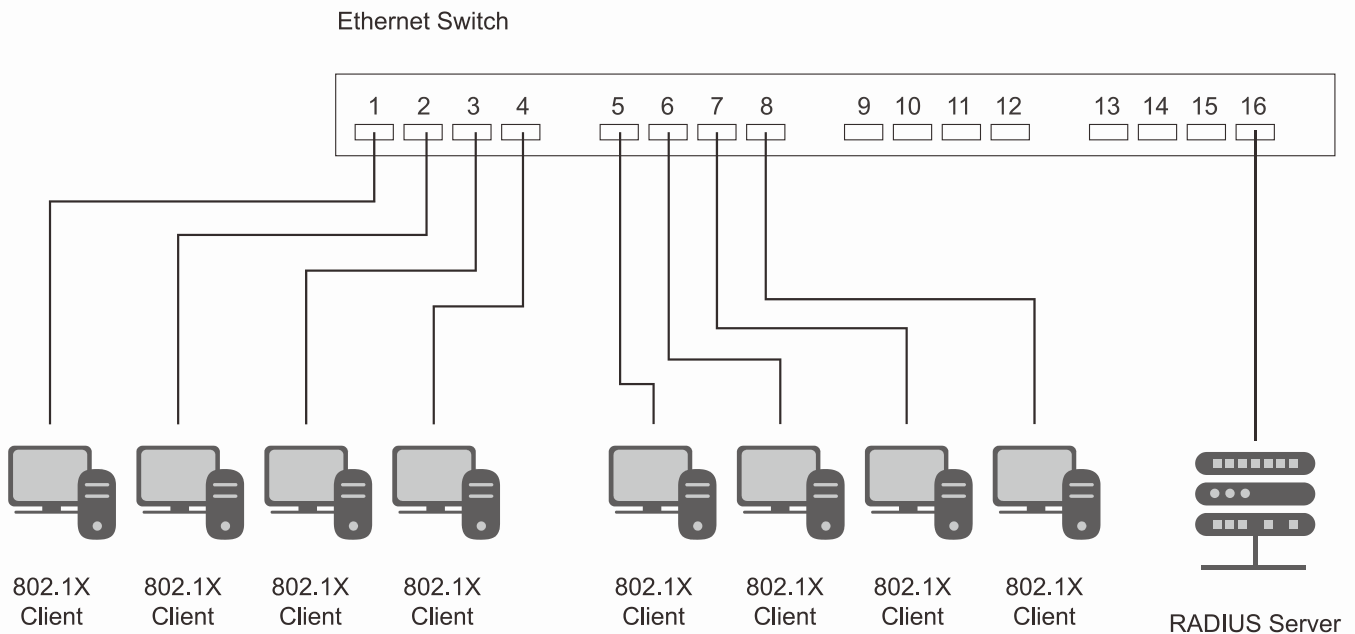 Ethernet Switch
1 2 3 4 5 6 7 8 9 10 11 12 13 14 15 16
802.1X 802.1X 802.1X 802.1X 802.1X 802.1X 802.1X 802.1X
Client Client Client Client Client Client Client Client
RADIUS Server